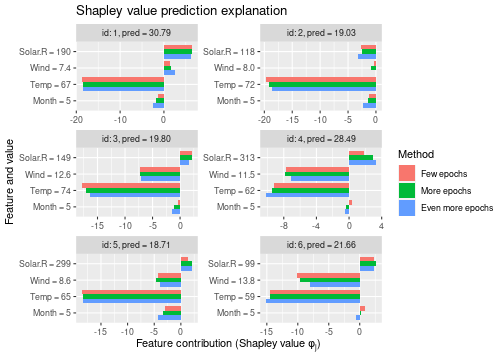 Shapley value prediction explanation
id: 1, pred = 30.79
id: 2, pred = 19.03
Solar.R = 190
Wind = 7.4
Temp = 67
Month = 5
-20
-10
0
Solar.R = 118
Wind = 8.0
Temp = 72
Month = 5
-20
-15
-10
-5
0
id: 3, pred = 19.80
id: 4, pred = 28.49
Solar.R = 149
Wind = 12.6
Temp = 74
Month = 5
-15
-10
-5
0
Solar.R = 313
Wind = 11.5
Temp = 62
Month = 5
-8
-4
0
4
id: 5, pred = 18.71
id: 6, pred = 21.66
Solar.R = 299
Wind = 8.6
Temp = 65
Month = 5
-15
-10
-5
0
Solar.R = 99
Wind = 13.8
Temp = 59
Month = 5
-15
-10
-5
0
Feature and value
Feature contribution (Shapley value φj)
Method
Few epochs
More epochs
Even more epochs